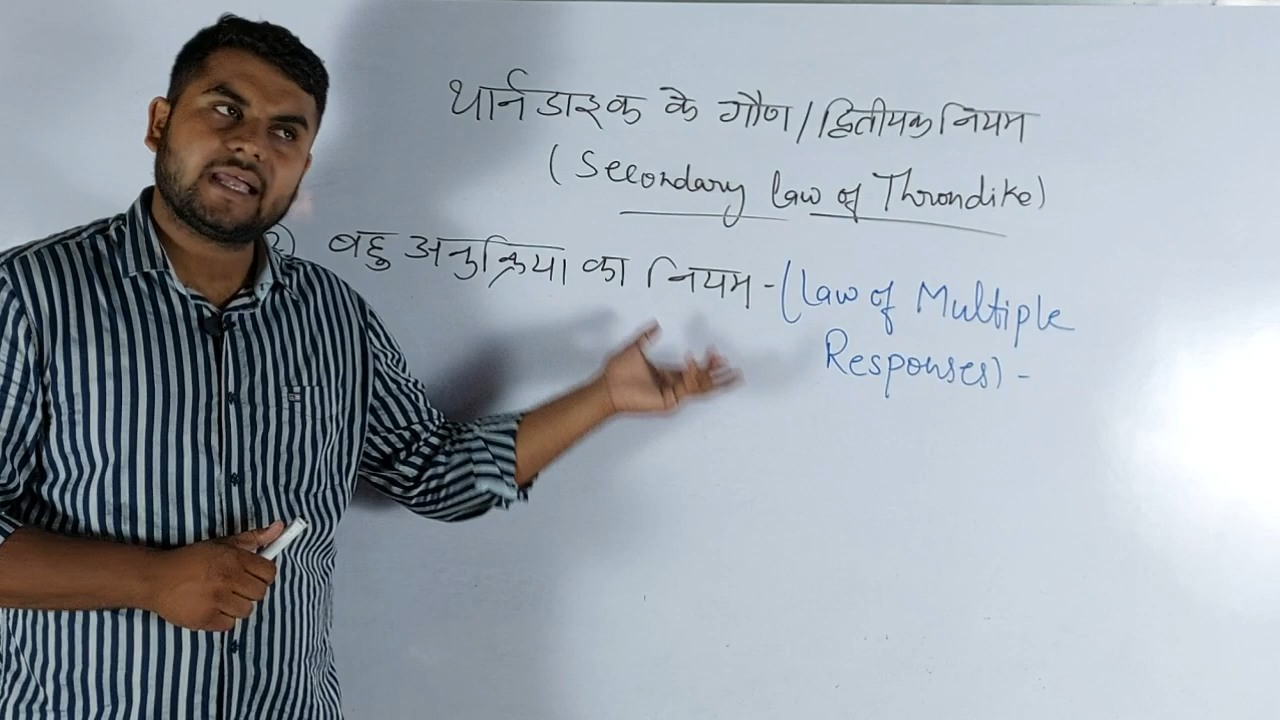 थार्नडाइक के गौण/द्वितीयक नियम
(Secondary law of Throndike)
बहु अनुक्रिया का नियम - (Law of Multiple
Responses) -